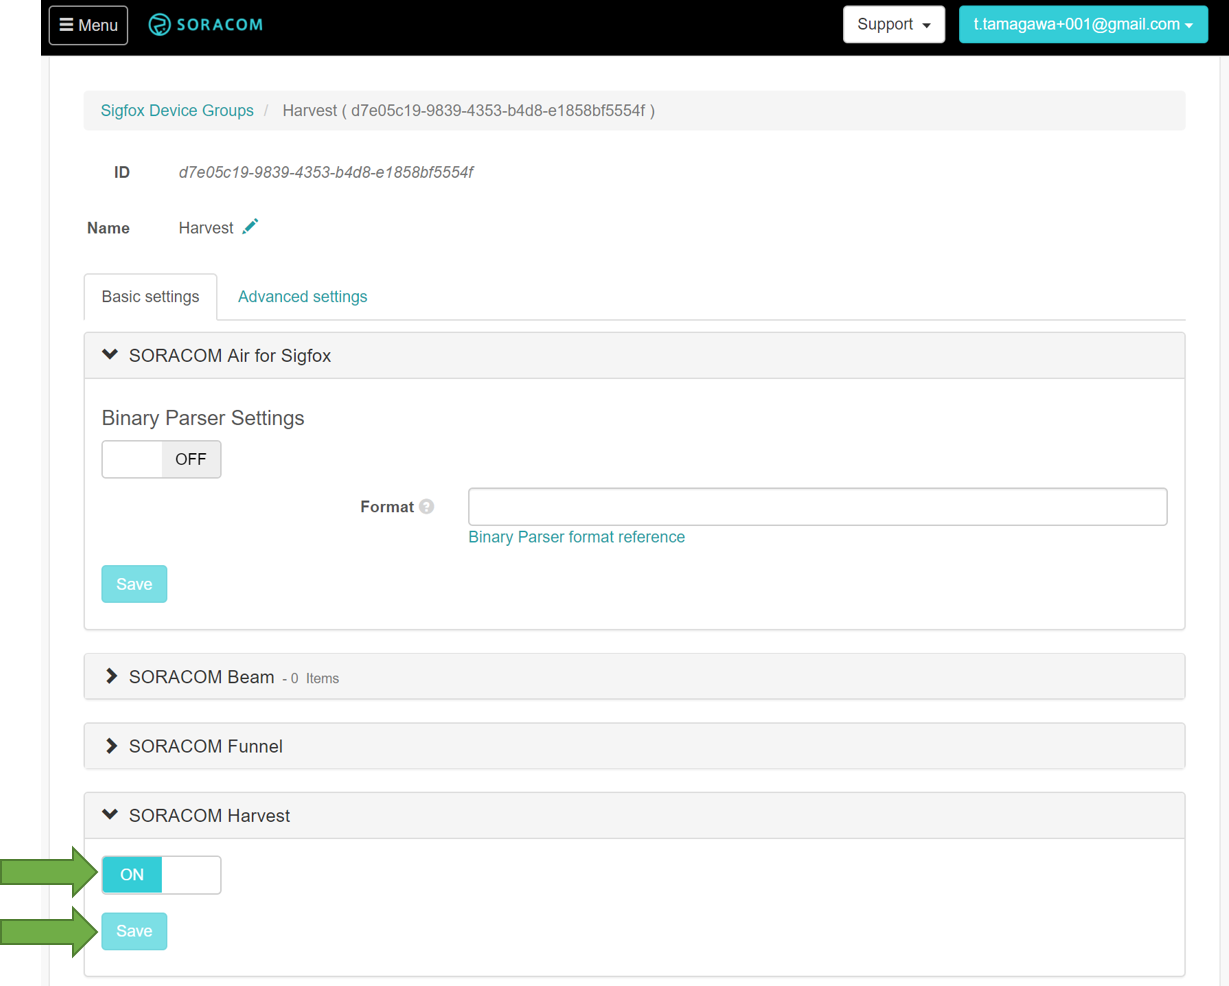 Menu SORACOM Support t.tamagawa+001@gmail.com
Sigfox Device Groups / Harvest ( d7e05c19-9839-4353-b4d8-e1858bf5554f )
ID d7e05c19-9839-4353-b4d8-e1858bf5554f
Name Harvest
Basic settings Advanced settings
SORACOM Air for Sigfox
Binary Parser Settings
OFF
Format ?
Binary Parser format reference
Save
SORACOM Beam - 0 Items
SORACOM Funnel
SORACOM Harvest
ON
Save